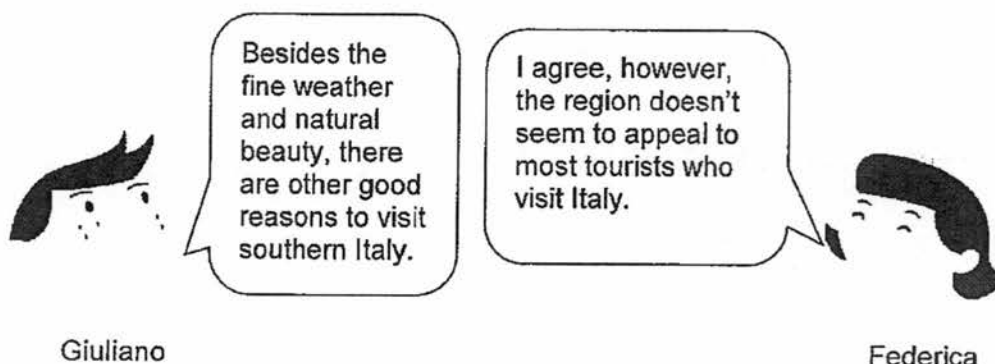 Besides the
fine weather
and natural
beauty, there
are other good
reasons to visit
southern Italy.
I agree, however,
the region doesn't
seem to appeal to
most tourists who
visit Italy.
Giuliano
Federica